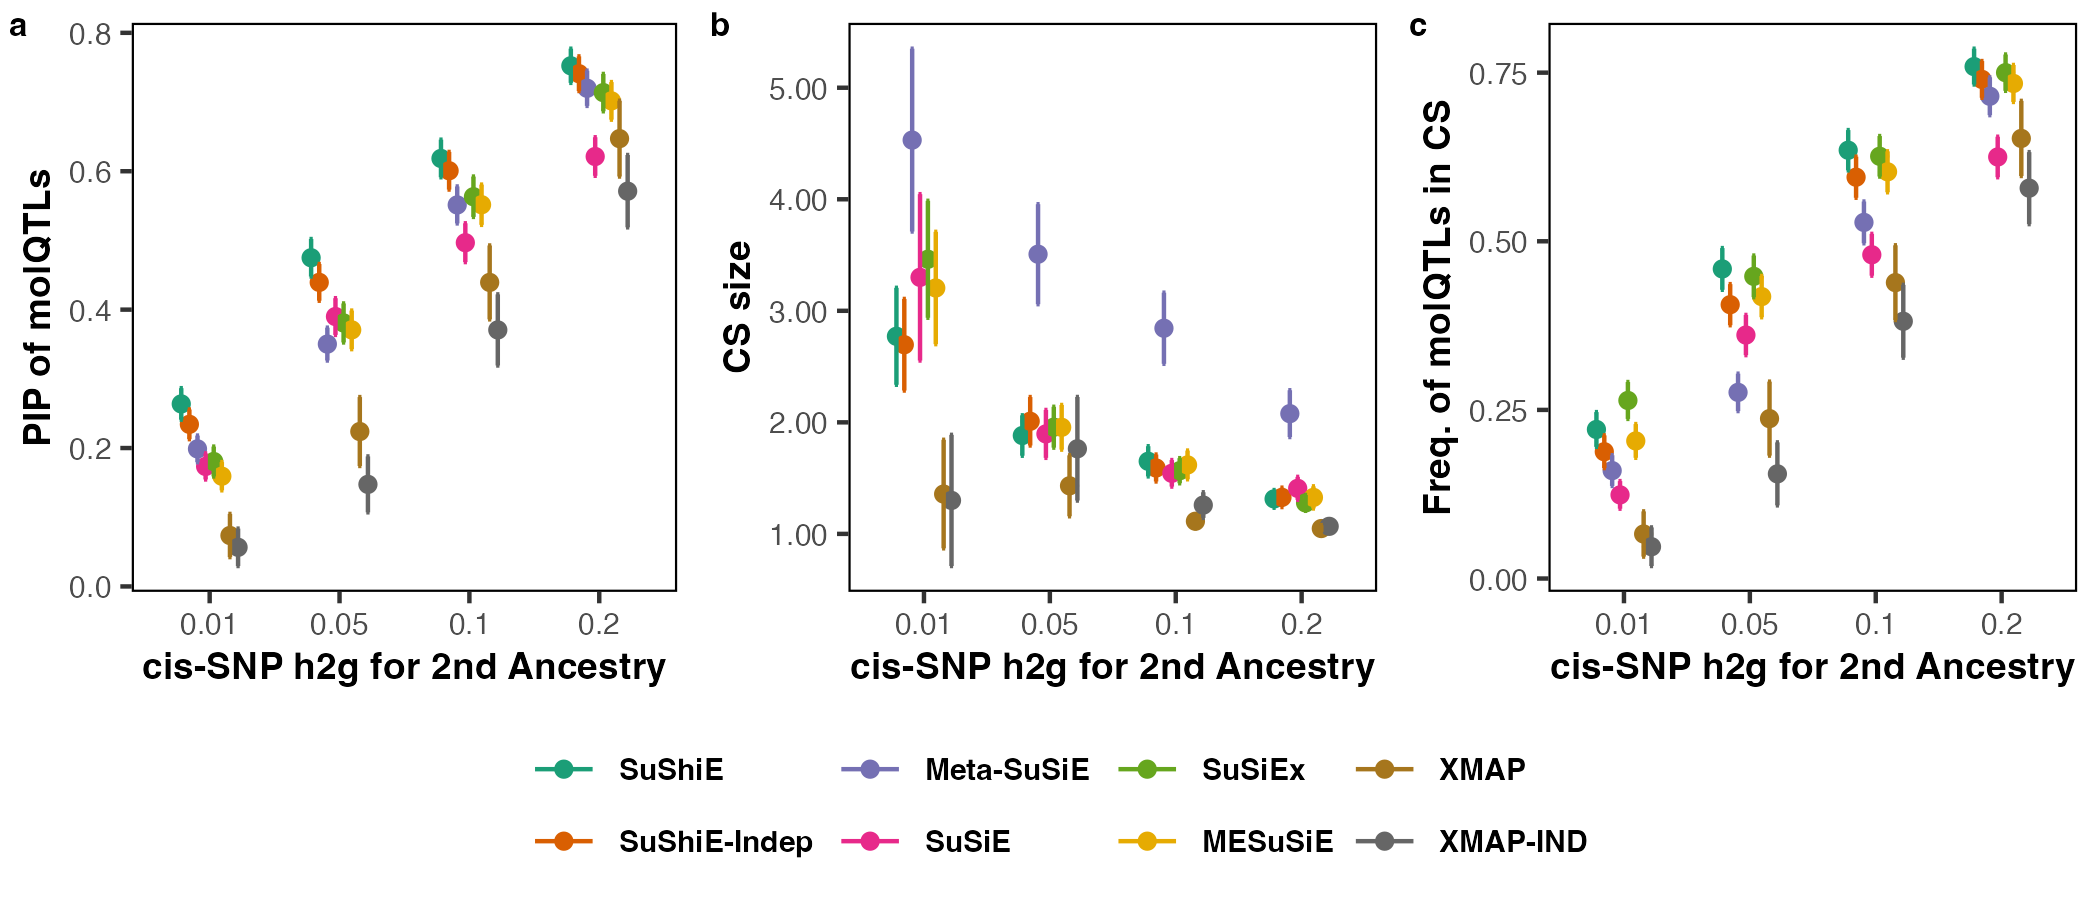 a
0.8
0.6
0.4
0.2
0.0
PIP of molQTLs
0.01 0.05 0.1 0.2
cis-SNP h2g for 2nd Ancestry
b
5.00
4.00
3.00
2.00
1.00
CS size
0.01 0.05 0.1 0.2
cis-SNP h2g for 2nd Ancestry
c
0.75
0.50
0.25
0.00
Freq. of molQTLs in CS
0.01 0.05 0.1 0.2
cis-SNP h2g for 2nd Ancestry
SuShiE Meta-SuSiE SuSiEx XMAP
SuShiE-Indep SuSiE MESuSiE XMAP-IND